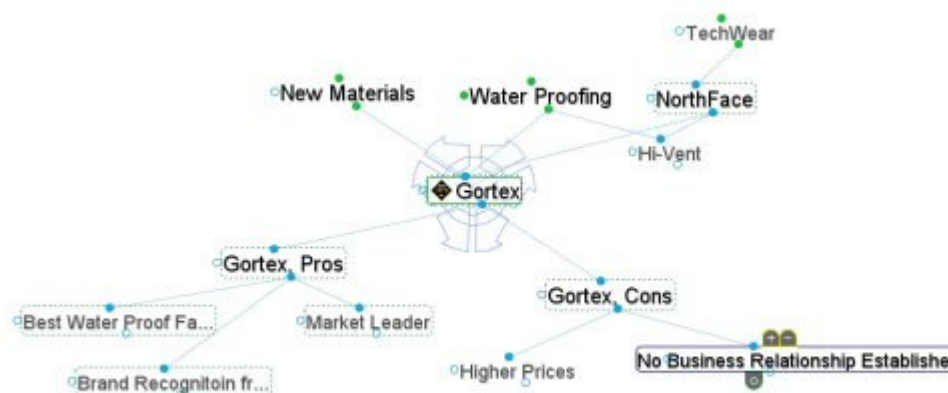 TechWear
New Materials
Water Proofing
NorthFace
Hi-Vent
Gortex
Gortex, Pros
Gortex, Cons
Best Water Proof Fa...
Market Leader
Higher Prices
No Business Relationship Establishe
Brand Recognitoin fr...